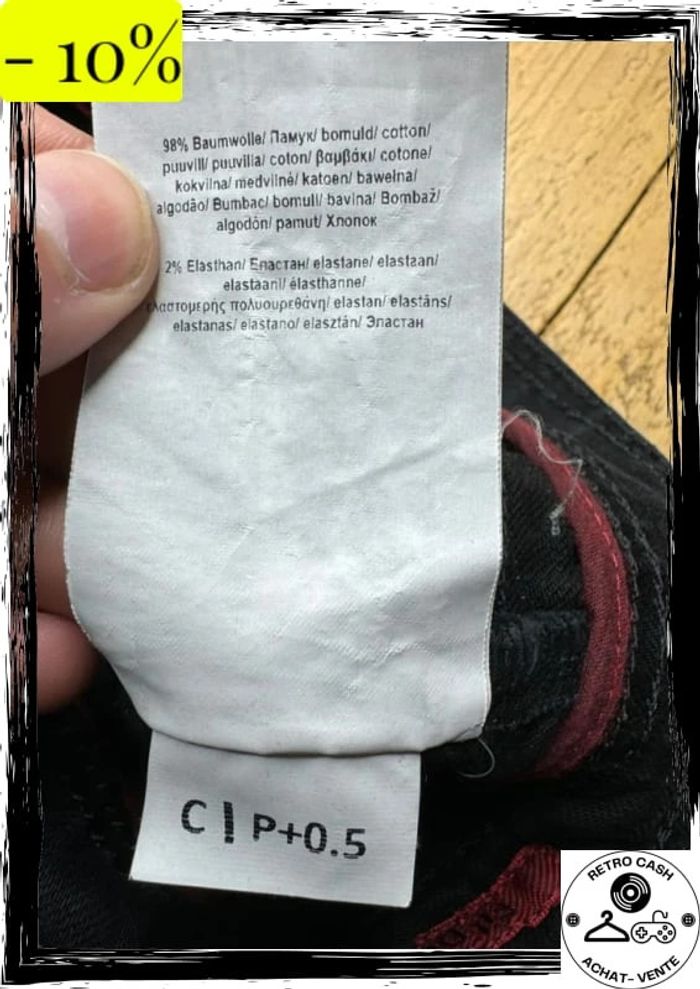 - 10%
98% Baumwolle/ Памук/ bomuld/ cotton/
puuvill/ puuvilla/ coton/ βαμβάκι/ cotone/
kokvilna/ medvilnė/ katoen/ bawełna/
algodão/ Bumbac/ bomull/ bavlna/ Bombaž/
algodón/ pamut/ Хлопок
2% Elasthan/ Еластан/ elastane/ elastaan/
elastaani/ élasthanne/
ελαστομερής πολυουρεθάνη/ elastan/ elastāns/
elastanas/ elastano/ elasztán/ Эластан
C | P+0.5
RETRO CASH
ACHAT-VENTE